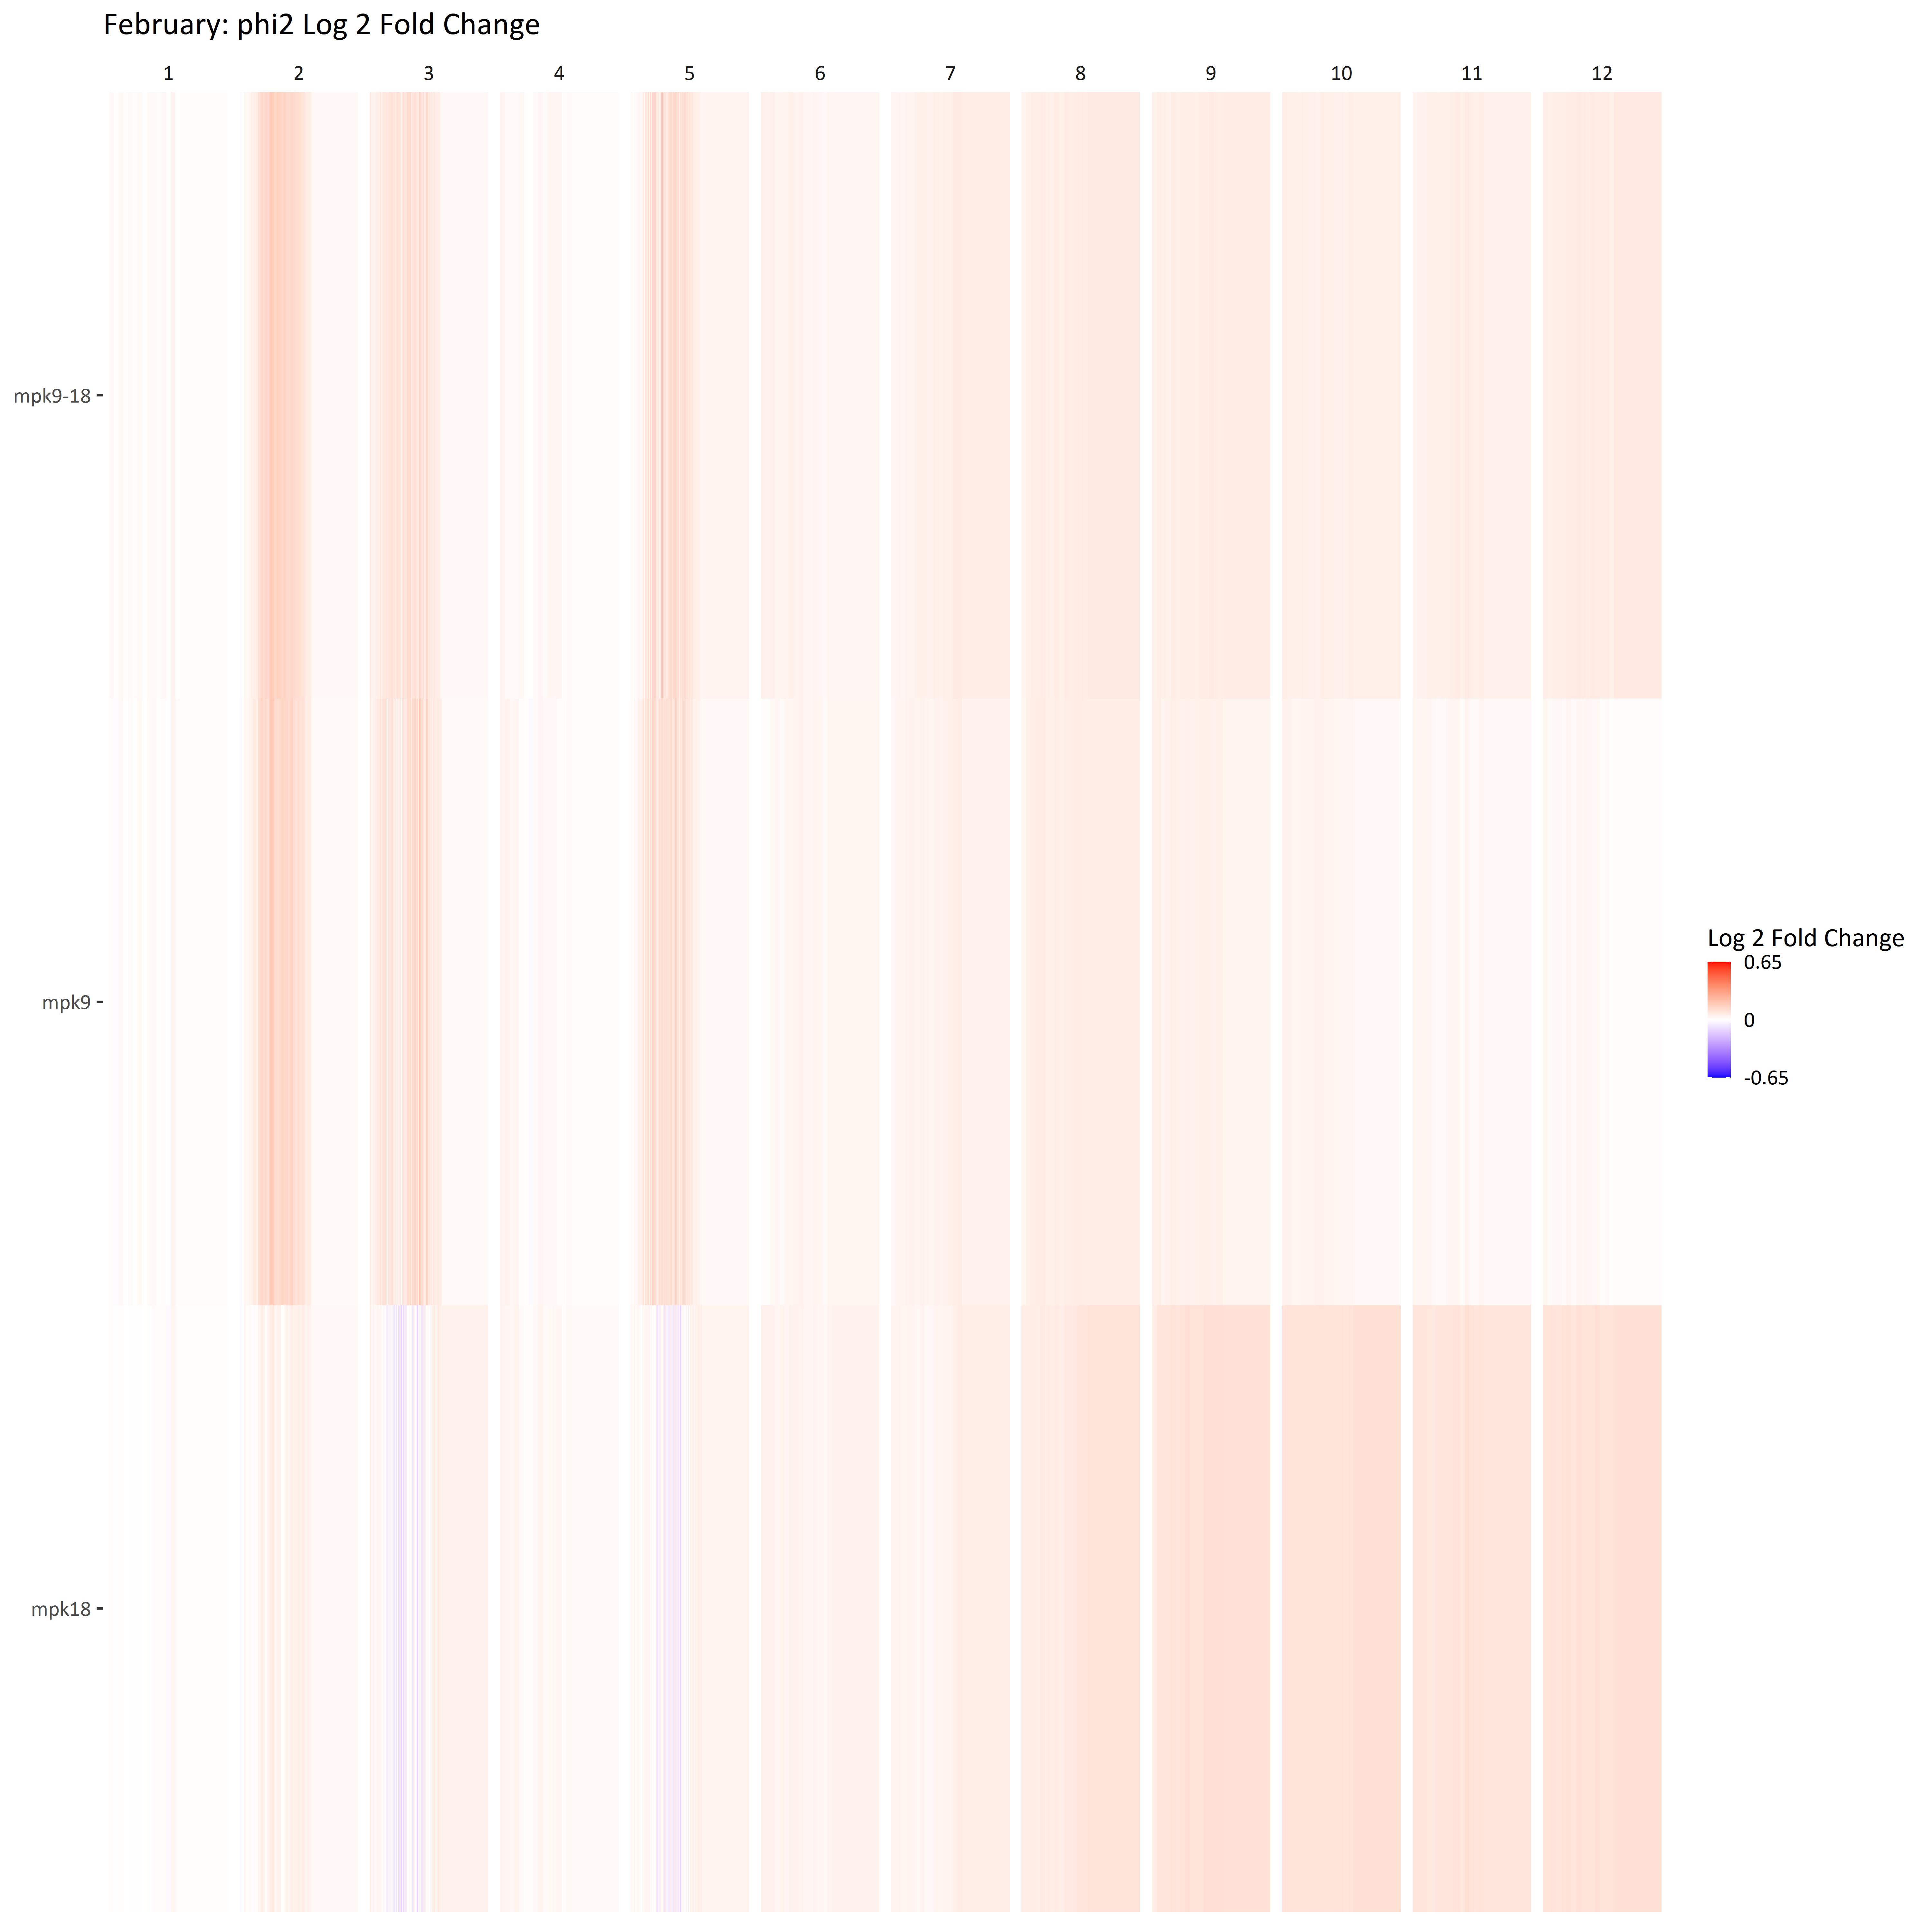 February: phi2 Log 2 Fold Change
1 2 3 4 5 6 7 8 9 10 11 12
mpk9-18
mpk9
mpk18
Log 2 Fold Change
0.65
0
-0.65